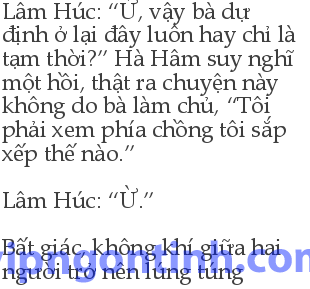 Lâm Húc: “Ừ, vậy bà dự
định ở lại đây luôn hay chỉ là
tạm thời?” Hà Hâm suy nghĩ
một hồi, thật ra chuyện này
không do bà làm chủ, “Tôi
phải xem phía chồng tôi sắp
xếp thế nào.”
Lâm Húc: “Ừ.”
Bất giác, không khí giữa hai
người trở nên lúng túng
vipngontinh.com